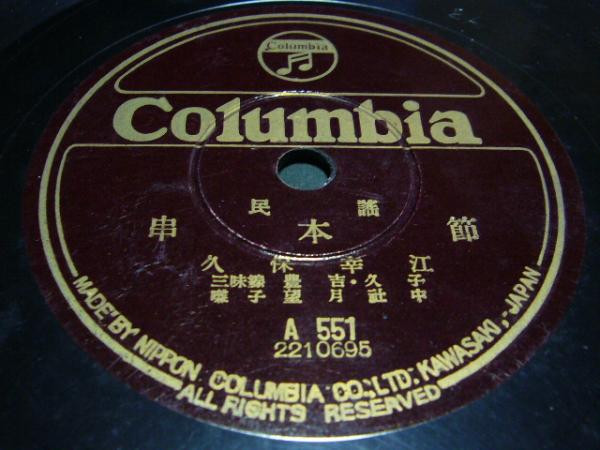 Columbia
Columbia
民謡
串本節
久保幸江
三味線 豊吉・久子
囃子 望月社中
A 551
2210695
MADE BY NIPPON COLUMBIA CO., LTD. KAWASAKI, JAPAN
ALL RIGHTS RESERVED